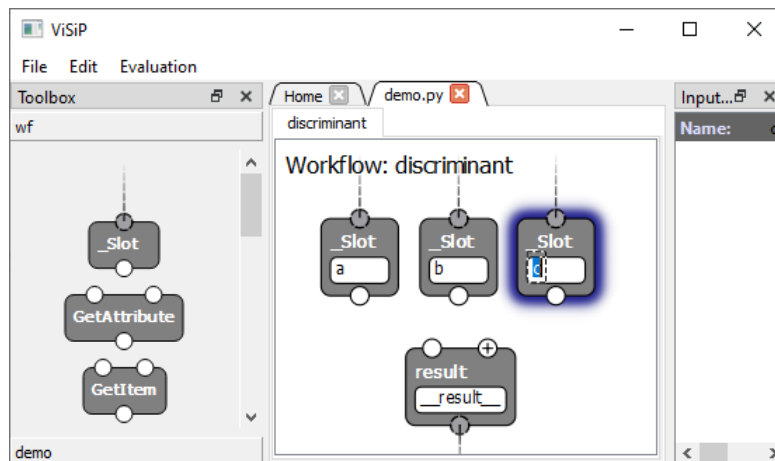 ViSiP
File Edit Evaluation
Toolbox
wf
_Slot
GetAttribute
GetItem
demo
Home demo.py
discriminant
Workflow: discriminant
_Slot _Slot _Slot
a b c
result
__result__
Input...
Name: